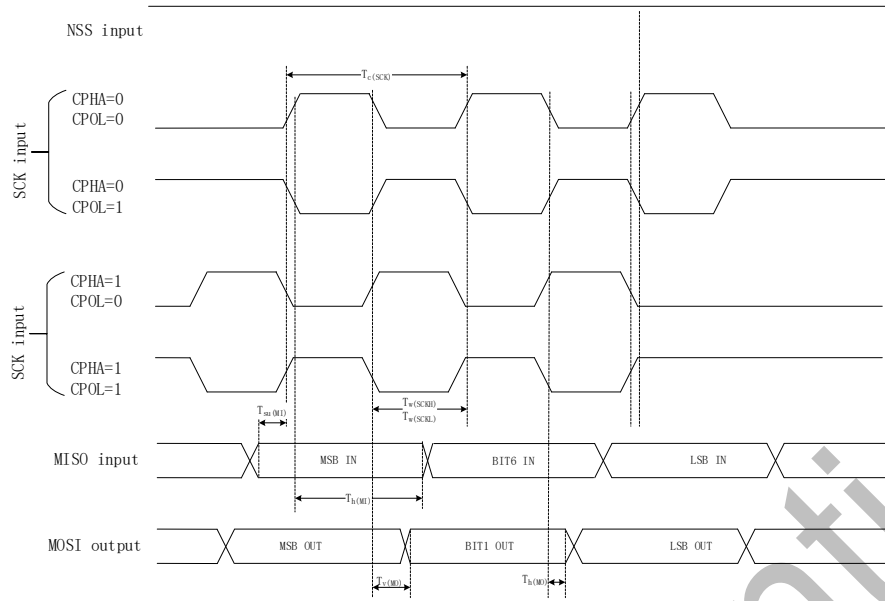 NSS input
Tc(SCK)
CPHA=0
CPOL=0
SCK input
CPHA=0
CPOL=1
CPHA=1
CPOL=0
SCK input
CPHA=1
CPOL=1
Tsu(MI)
Tw(SCKH)
Tw(SCKL)
MISO input
MSB IN
BIT6 IN
LSB IN
Th(MI)
MOSI output
MSB OUT
BIT1 OUT
LSB OUT
Tv(MO)
Th(MO)